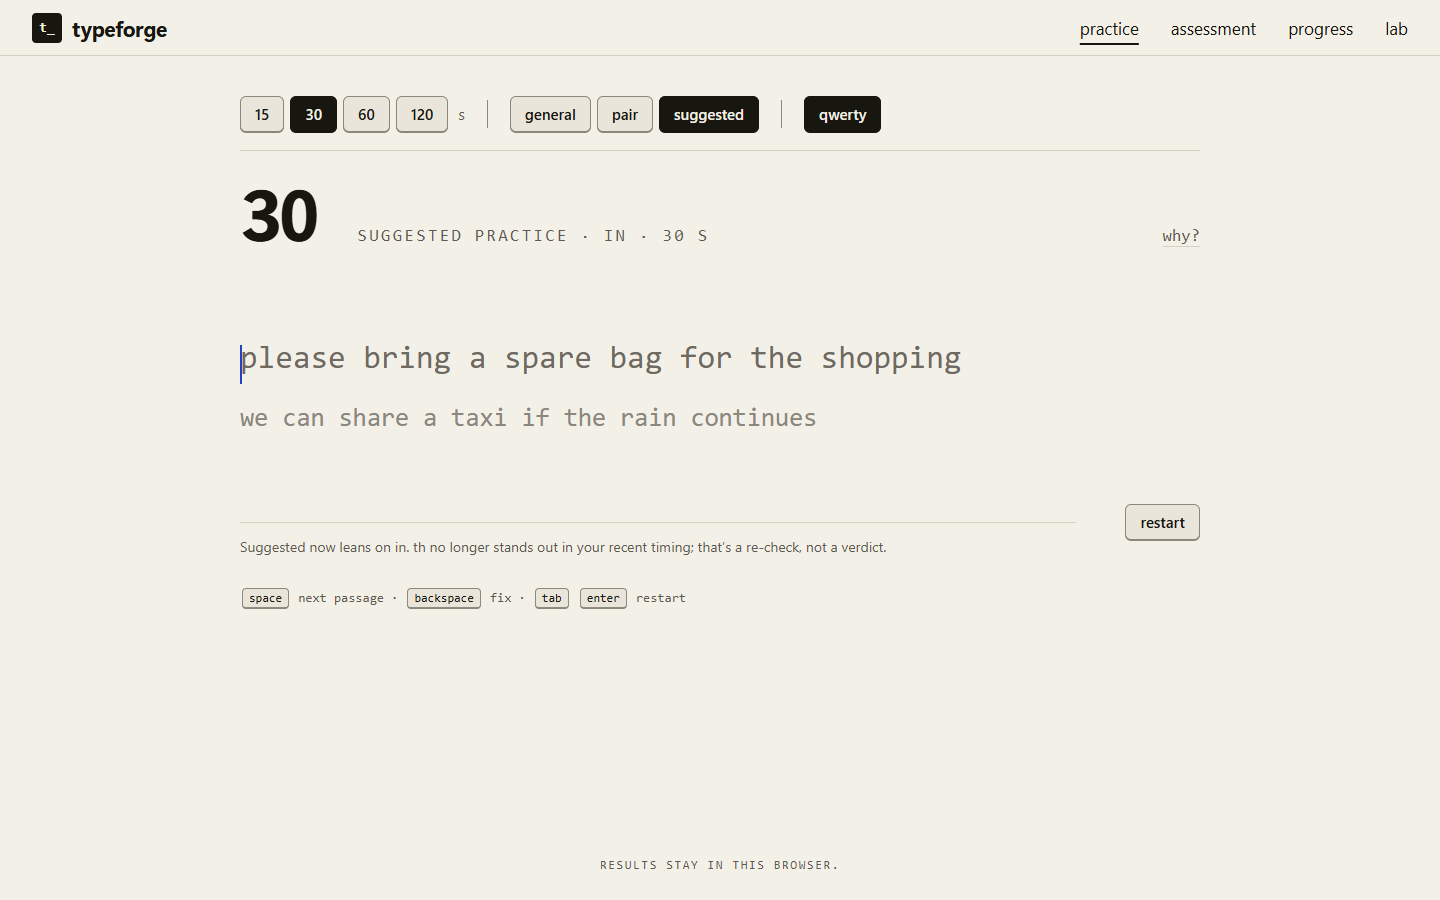 t_ typeforge practice assessment progress lab
15 30 60 120 s general pair suggested qwerty
30 SUGGESTED PRACTICE · IN · 30 S why?
please bring a spare bag for the shopping
we can share a taxi if the rain continues
restart
Suggested now leans on in. th no longer stands out in your recent timing; that's a re-check, not a verdict.
space next passage · backspace fix · tab enter restart
RESULTS STAY IN THIS BROWSER.